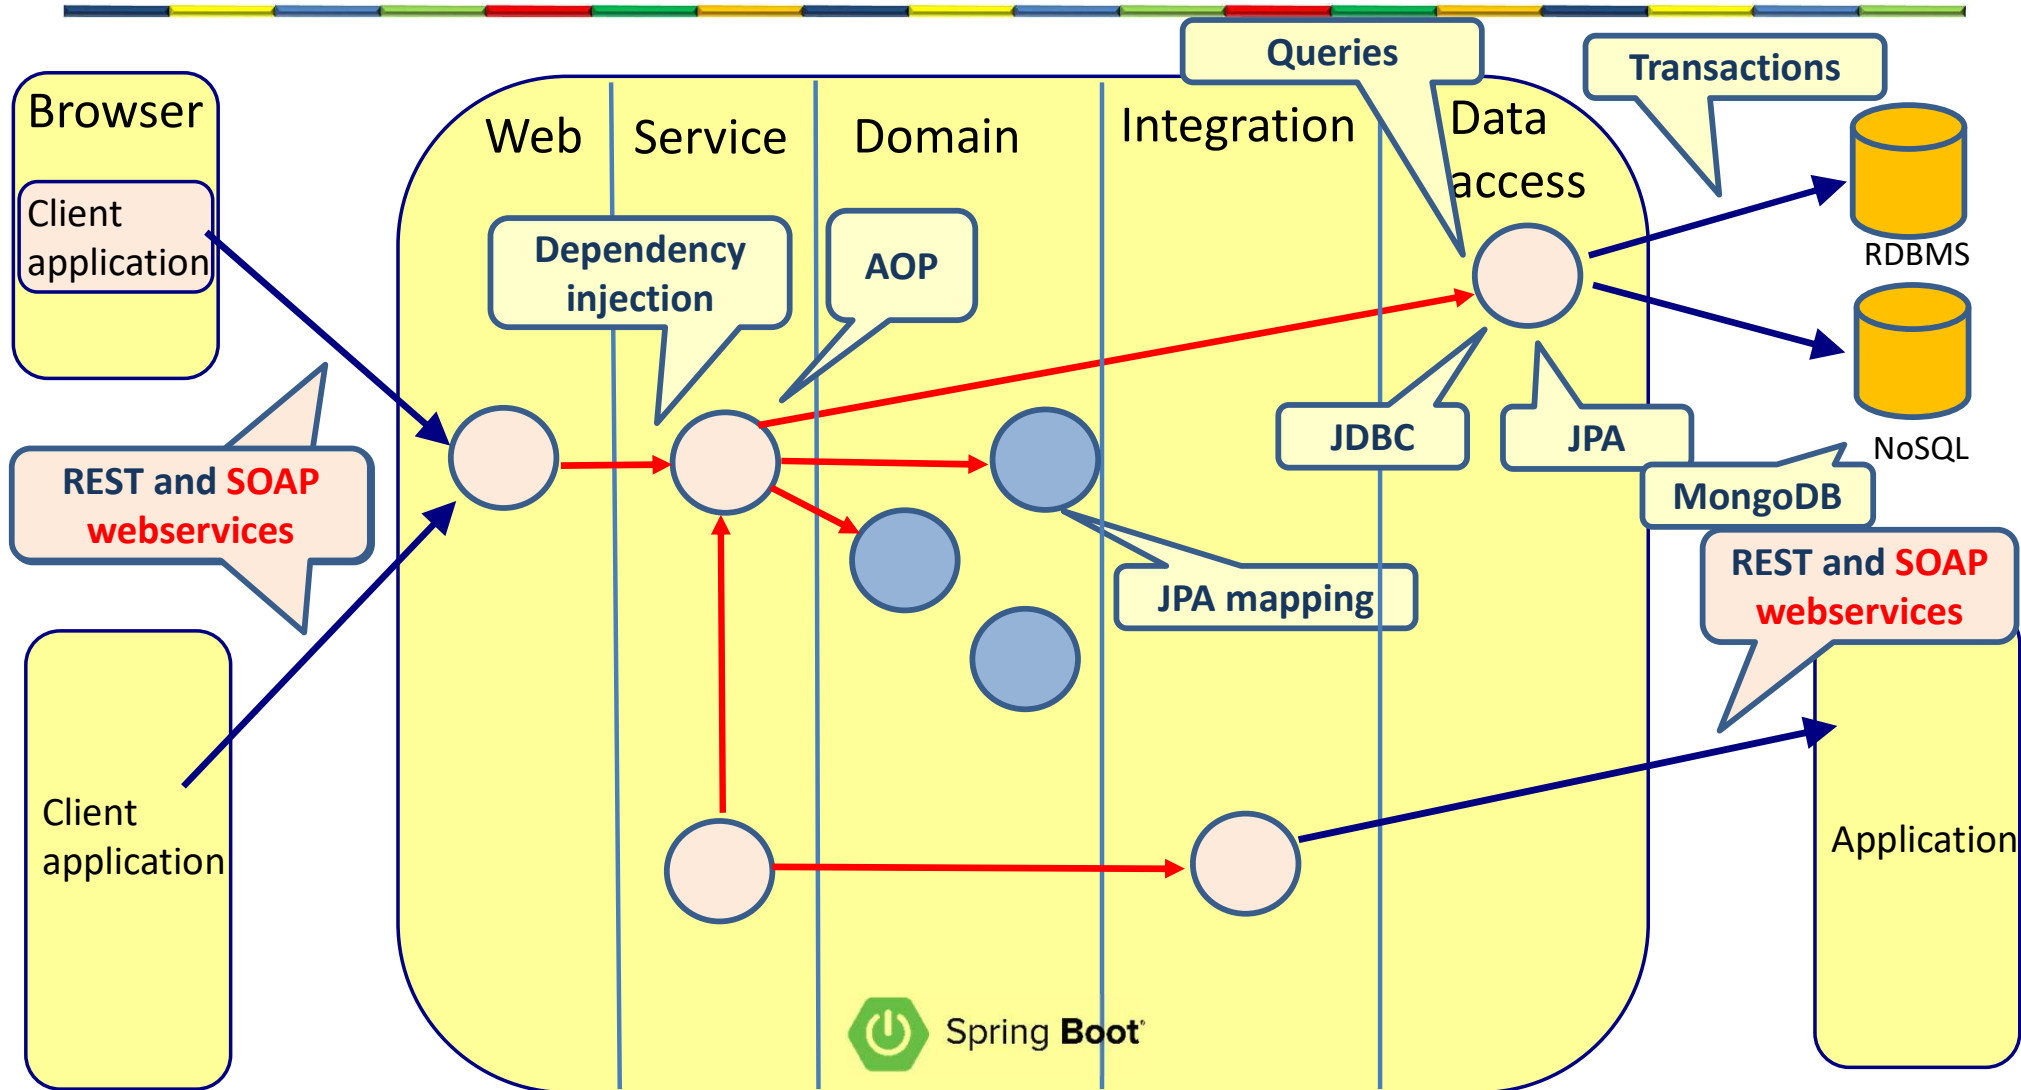 Browser
Client
application
Web
Service
Domain
Integration
Data
access
Queries
Transactions
Dependency
injection
AOP
RDBMS
JDBC
JPA
NoSQL
MongoDB
REST and SOAP
webservices
REST and SOAP
webservices
JPA mapping
Client
application
Application
Spring Boot